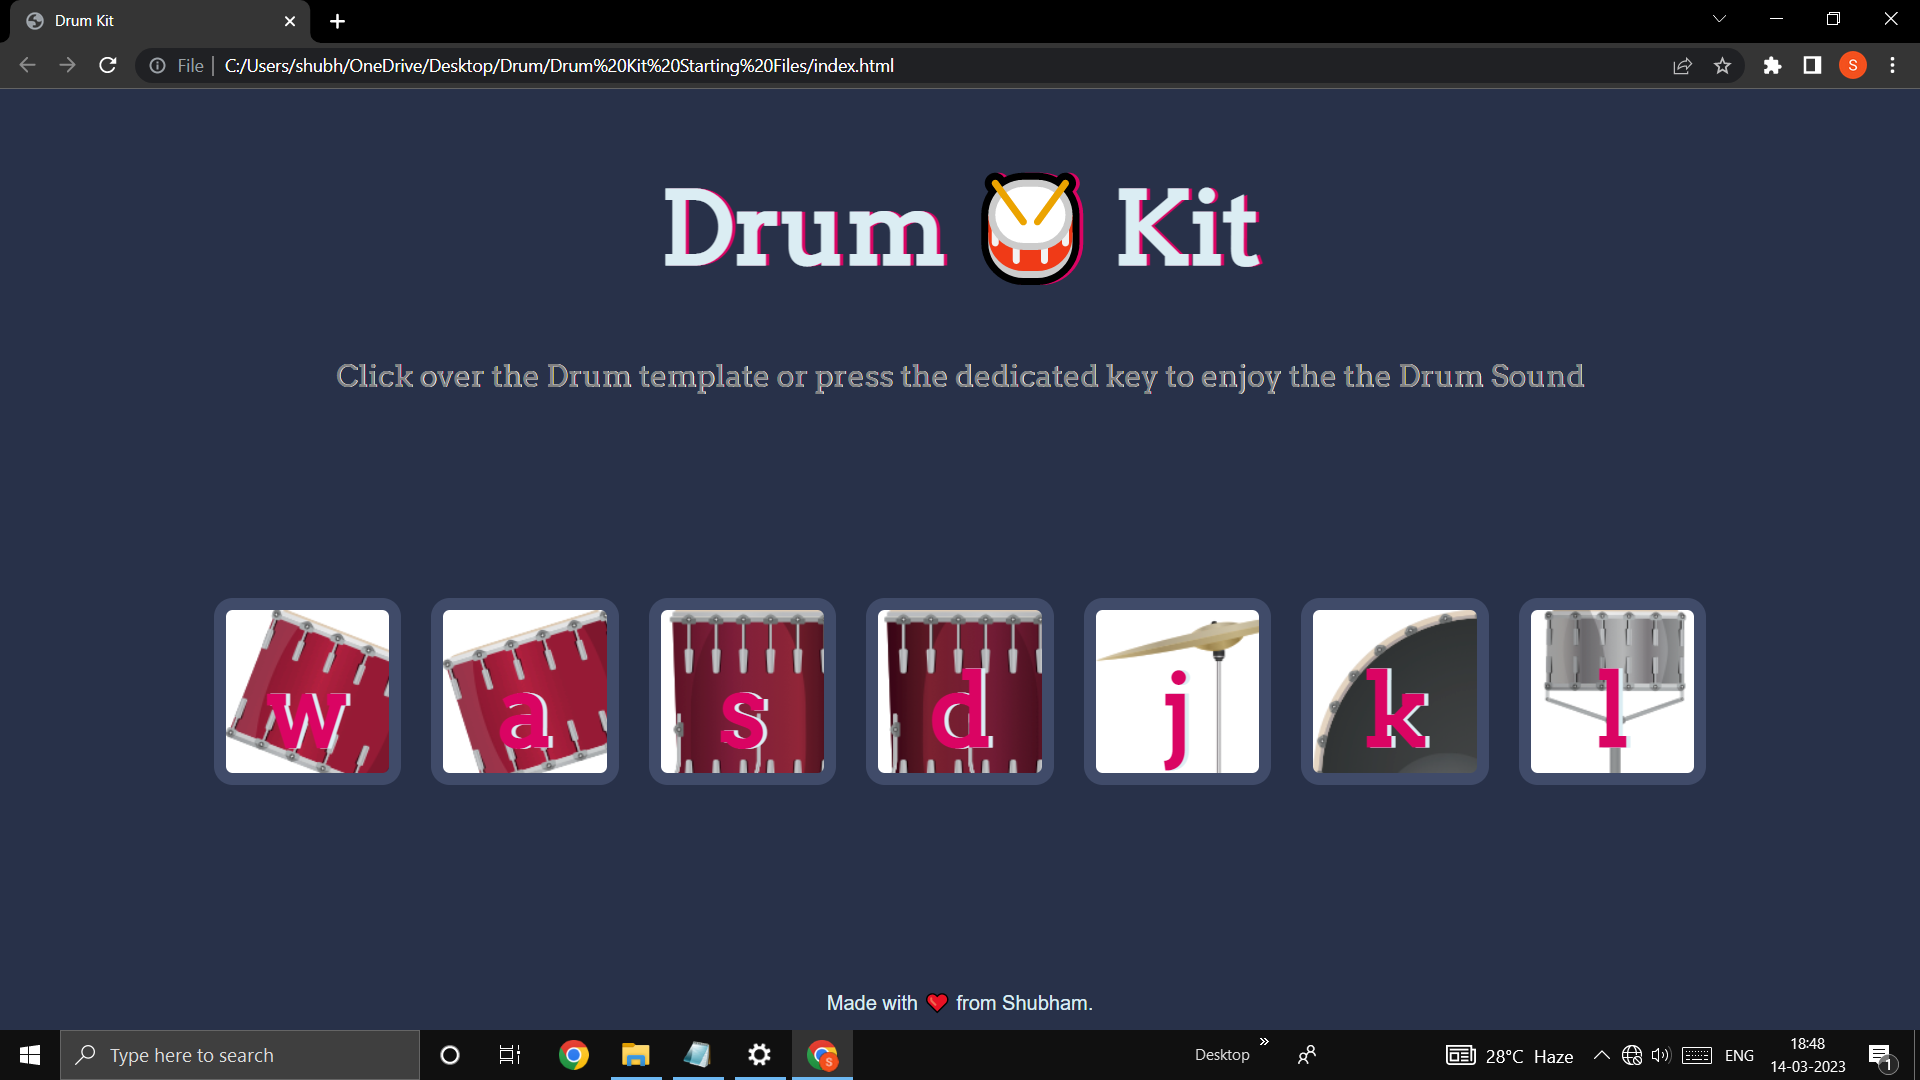 Drum Kit
File
C:/Users/shubh/OneDrive/Desktop/Drum/Drum%20Kit%20Starting%20Files/index.html
S
Drum Kit
Click over the Drum template or press the dedicated key to enjoy the the Drum Sound
w a s d j k l
Made with from Shubham.
Type here to search
S
Desktop
28°C Haze
ENG
18:48
14-03-2023
1